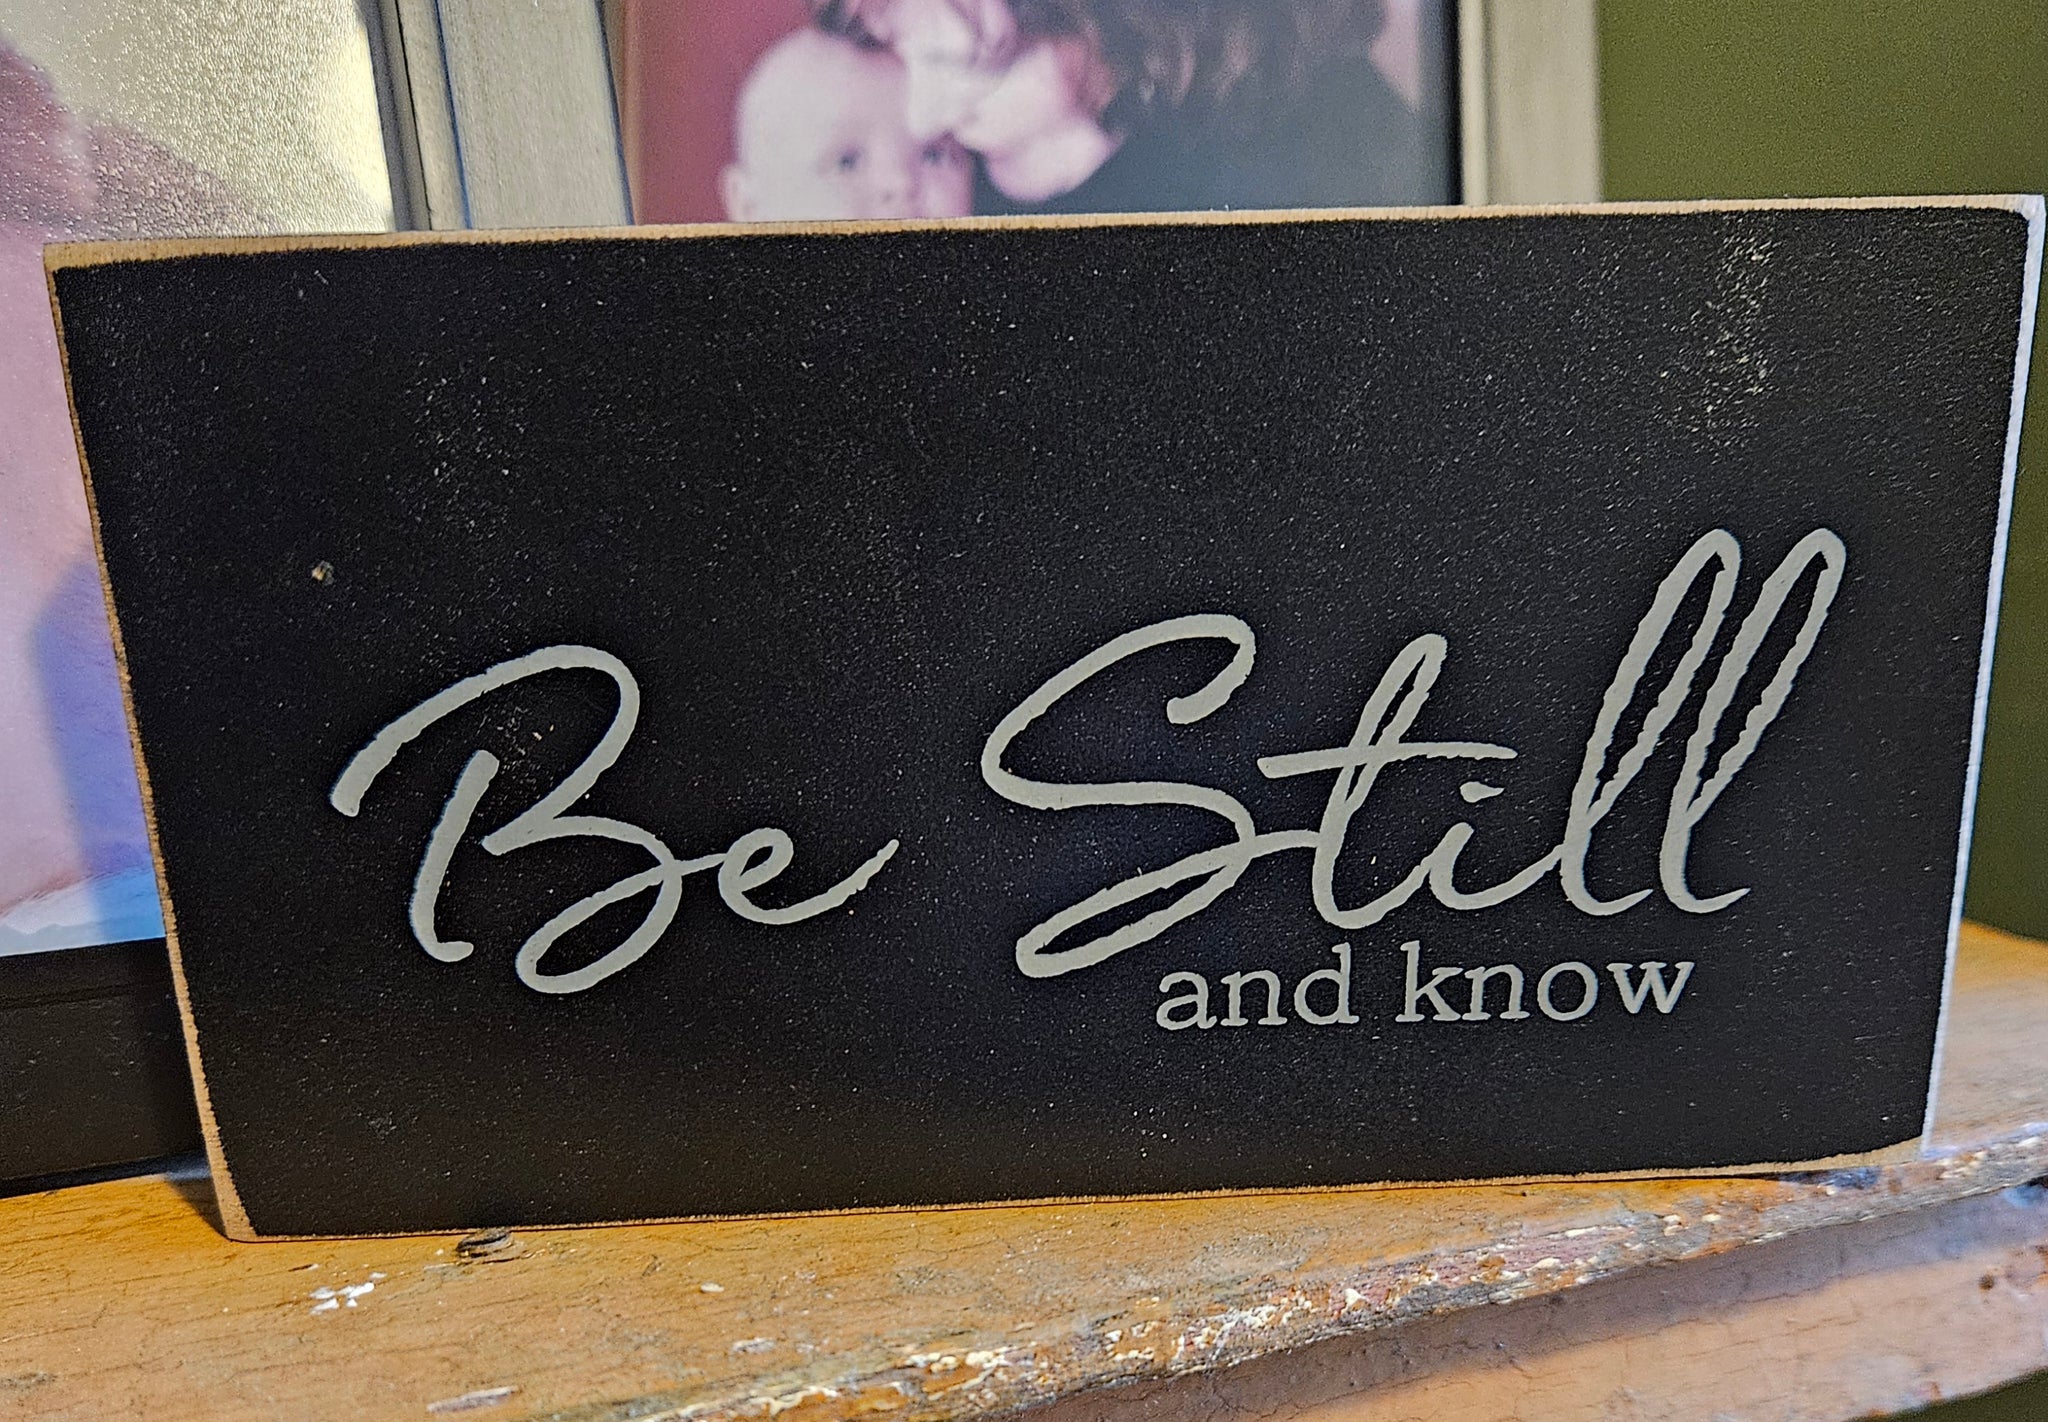 Be Still
and know